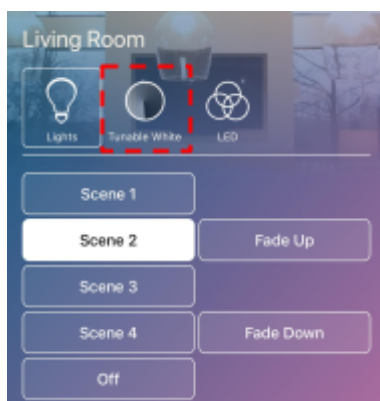 Living Room
Lights Tunable White LED
Scene 1
Scene 2 Fade Up
Scene 3
Scene 4 Fade Down
Off